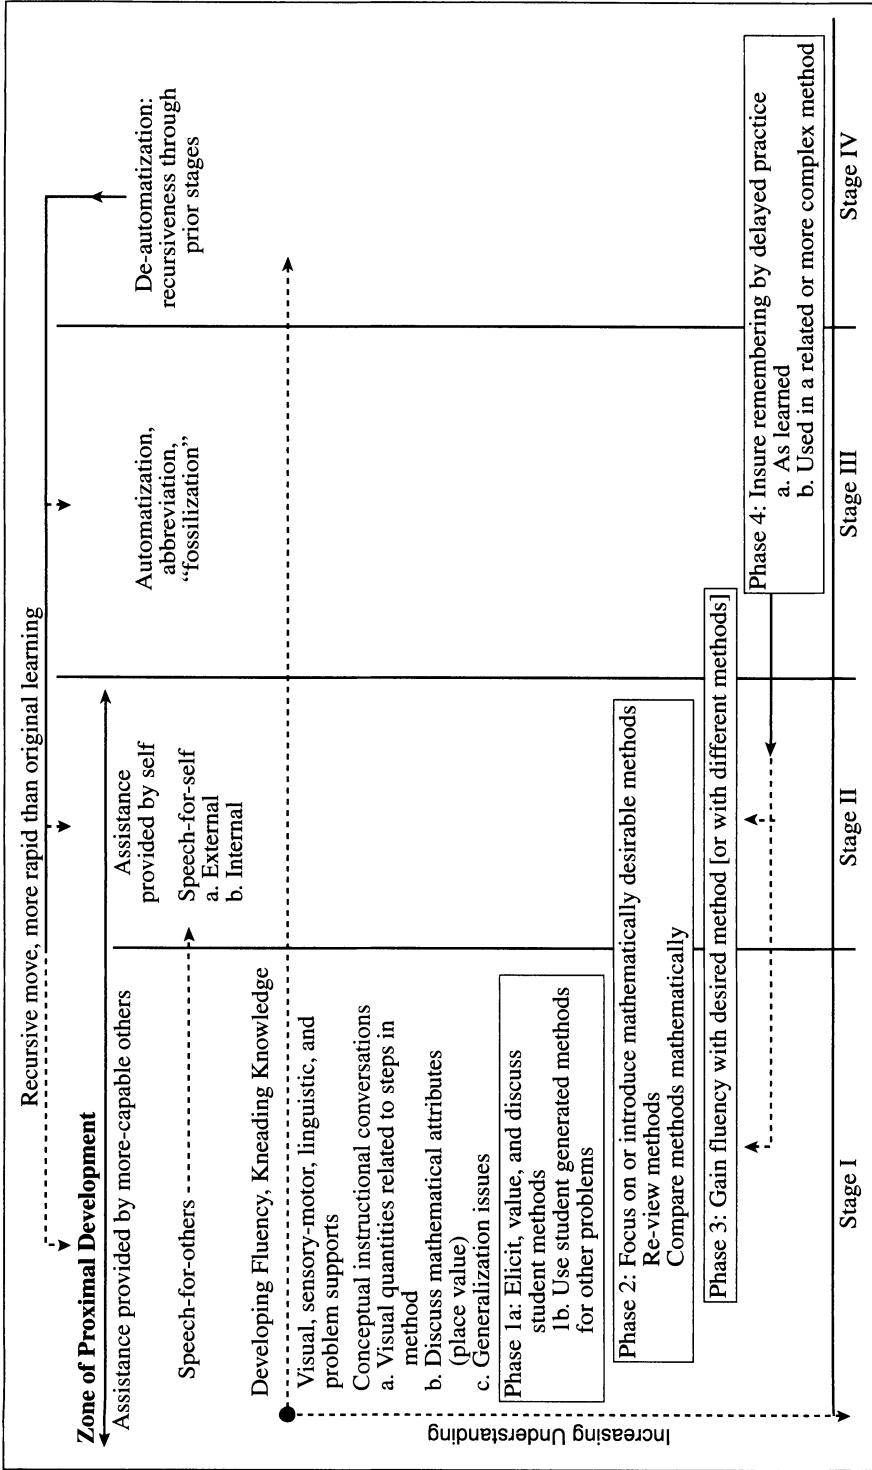 Recursive move, more rapid than original learning
Zone of Proximal Development
Assistance provided by more-capable others
Speech-for-others
Assistance
provided by self
Speech-for-self
a. External
b. Internal
Automatization,
abbreviation,
“fossilization”
De-automatization:
recursiveness through
prior stages
Developing Fluency, Kneading Knowledge
Visual, sensory-motor, linguistic, and
problem supports
Conceptual instructional conversations
a. Visual quantities related to steps in
method
b. Discuss mathematical attributes
(place value)
c. Generalization issues
Phase 1a: Elicit, value, and discuss
student methods
1b. Use student generated methods
for other problems
Phase 2: Focus on or introduce mathematically desirable methods
Re-view methods
Compare methods mathematically
Phase 3: Gain fluency with desired method [or with different methods]
Phase 4: Insure remembering by delayed practice
a. As learned
b. Used in a related or more complex method
Increasing Understanding
Stage I
Stage II
Stage III
Stage IV